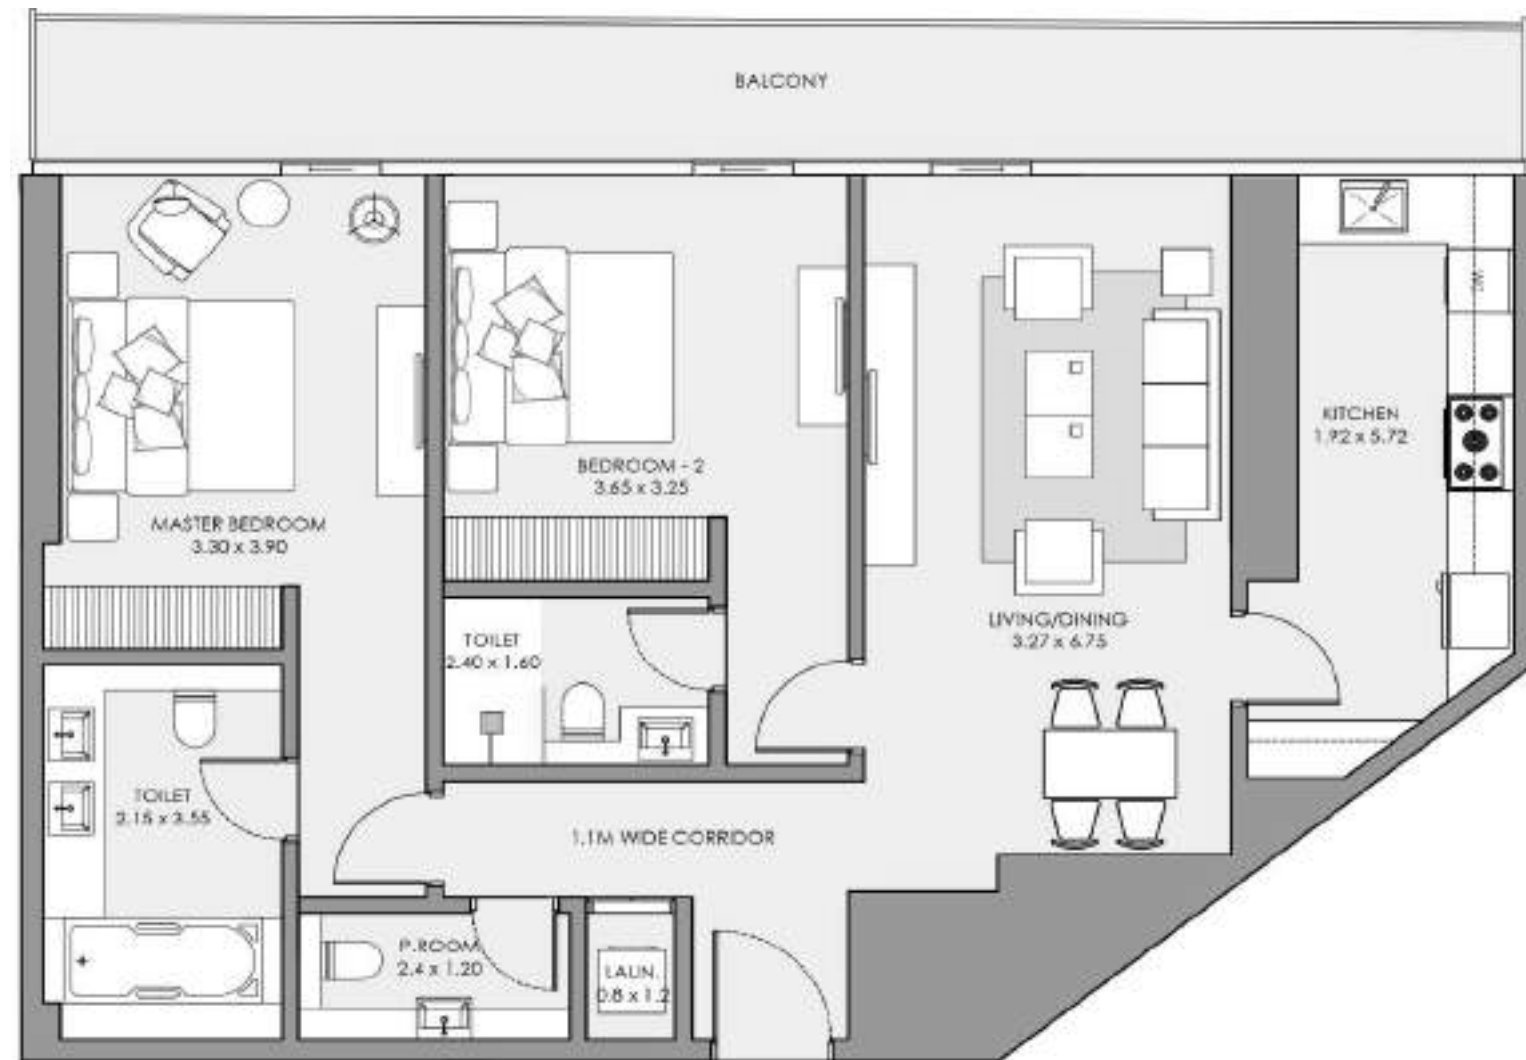 BALCONY
KITCHEN
1.92 x 5.72
BEDROOM - 2
3.65 x 3.25
MASTER BEDROOM
3.30 x 3.90
LIVING/DINING
3.27 x 6.75
TOILET
2.40 x 1.60
TOILET
2.15 x 3.55
1.1M WIDE CORRIDOR
P.ROOM
2.4 x 1.20
LAUN.
0.8 x 1.2